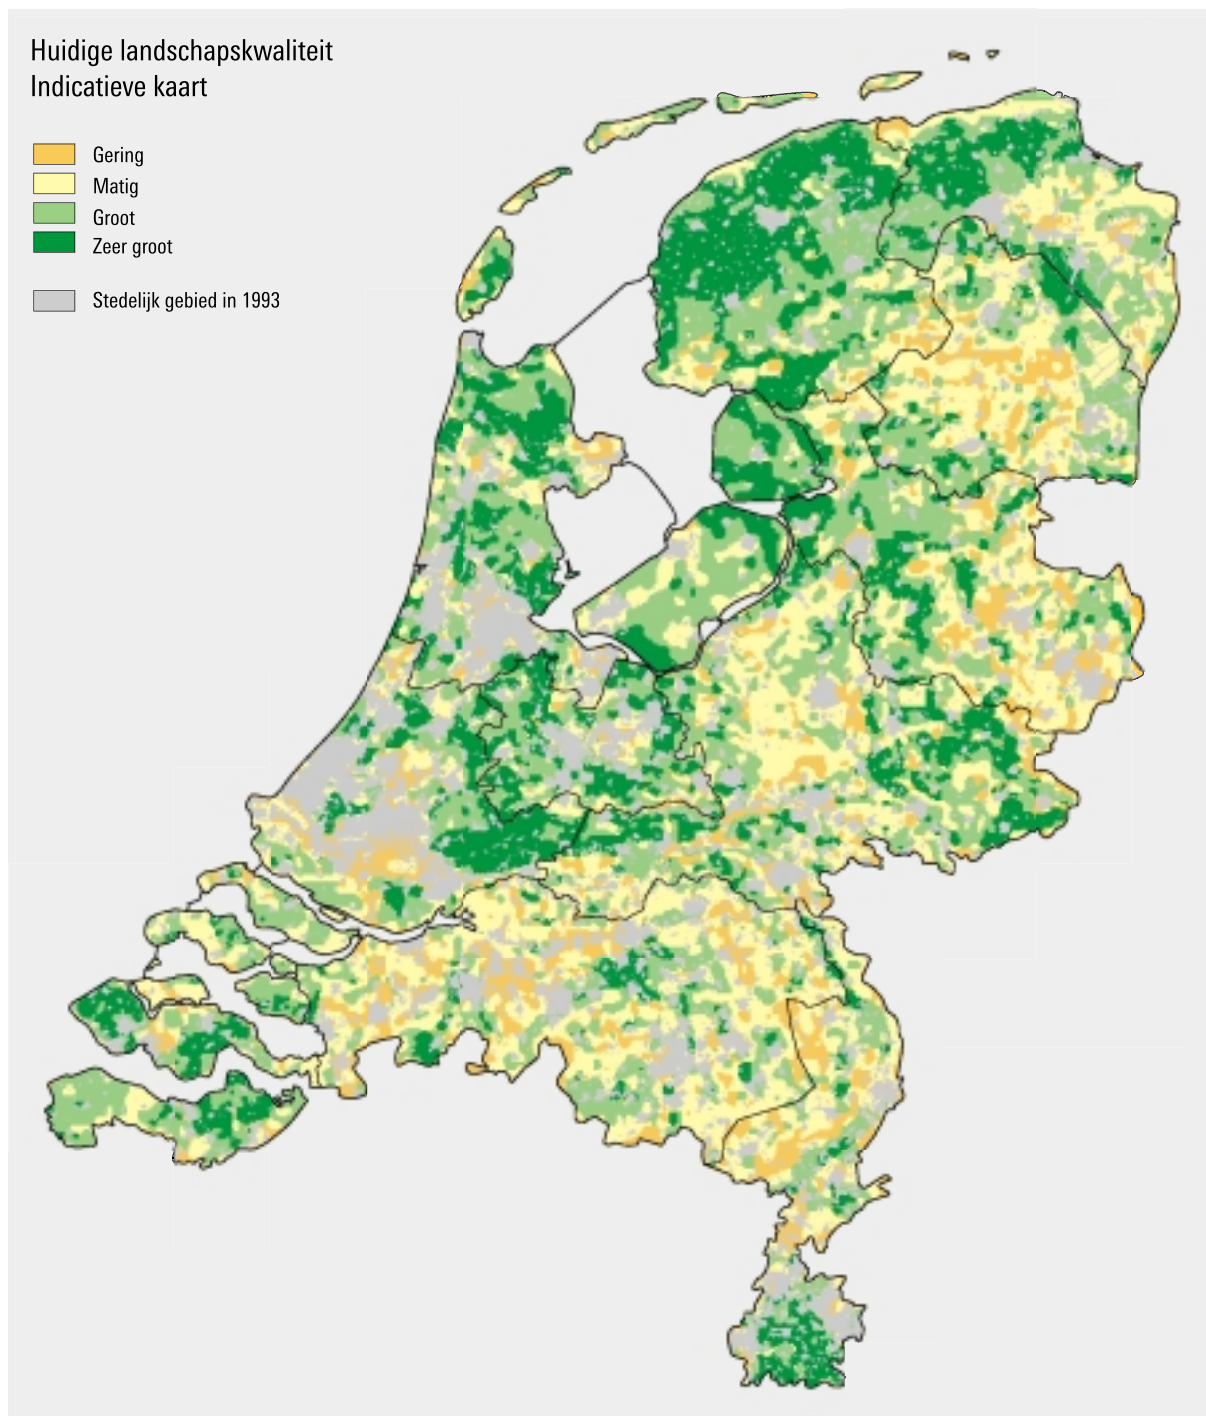 Huidige landschapskwaliteit
Indicatieve kaart
Gering
Matig
Groot
Zeer groot
Stedelijk gebied in 1993